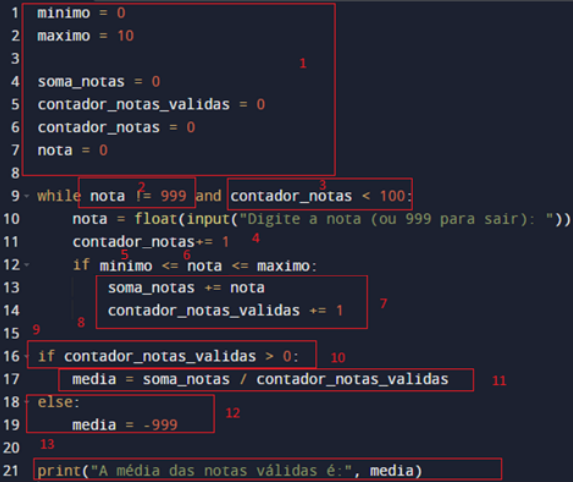 1 minimo = 0
2 maximo = 10
3 1
4 soma_notas = 0
5 contador_notas_validas = 0
6 contador_notas = 0
7 nota = 0
8
2 3
9 while nota != 999 and contador_notas < 100:
10 nota = float(input("Digite a nota (ou 999 para sair): "))
11 contador_notas+= 1 4
5 6
12 if minimo <= nota <= maximo:
13 soma_notas += nota 7
14 8 contador_notas_validas += 1
15 9
16 if contador_notas_validas > 0: 10
17 media = soma_notas / contador_notas_validas 11
18 else: 12
19 media = -999
20 13
21 print("A média das notas válidas é:", media)